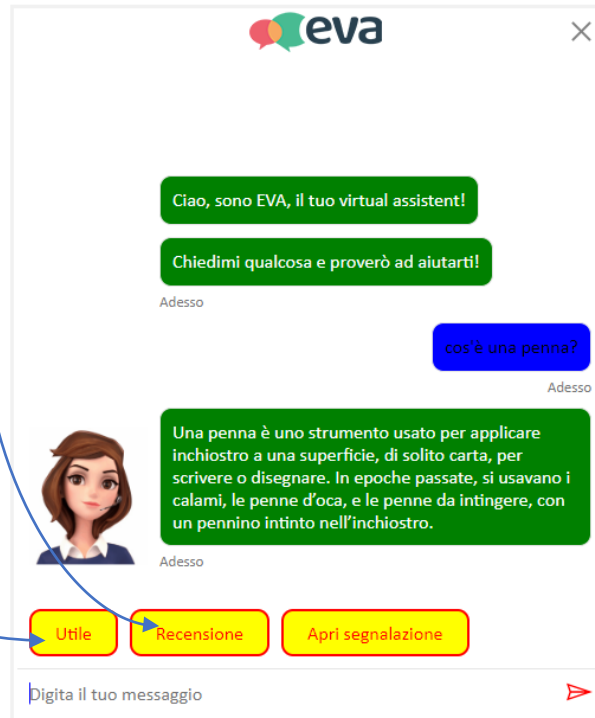 eva
Ciao, sono EVA, il tuo virtual assistent!
Chiedimi qualcosa e proverò ad aiutarti!
Adesso
cos'è una penna?
Adesso
Una penna è uno strumento usato per applicare
inchiostro a una superficie, di solito carta, per
scrivere o disegnare. In epoche passate, si usavano i
calami, le penne d’oca, e le penne da intingere, con
un pennino intinto nell’inchiostro.
Adesso
Utile
Recensione
Apri segnalazione
Digita il tuo messaggio